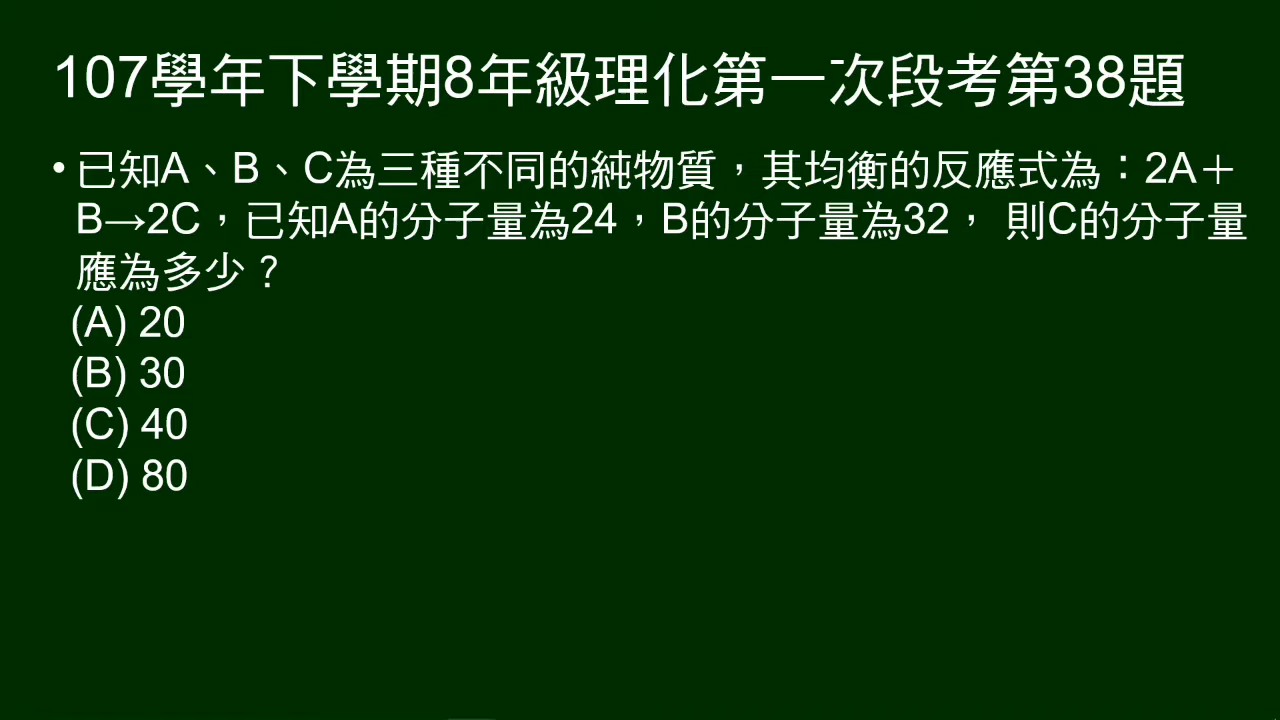 107學年下學期8年級理化第一次段考第38題
• 已知A、B、C為三種不同的純物質，其均衡的反應式為：2A＋
B→2C，已知A的分子量為24，B的分子量為32， 則C的分子量
應為多少？
(A) 20
(B) 30
(C) 40
(D) 80